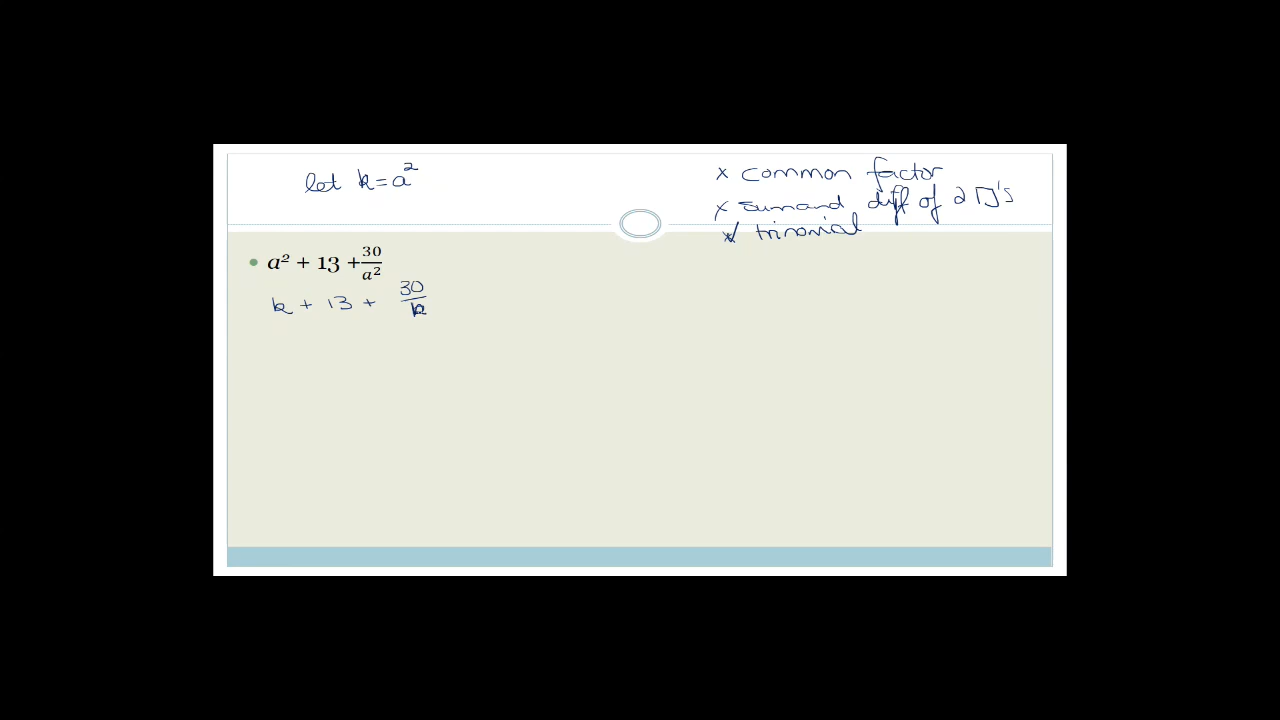 let k = a²
x common factor
x sum and diff of 2 □'s
x✓ trinomial
• a² + 13 + 30/a²
k + 13 + 30/k